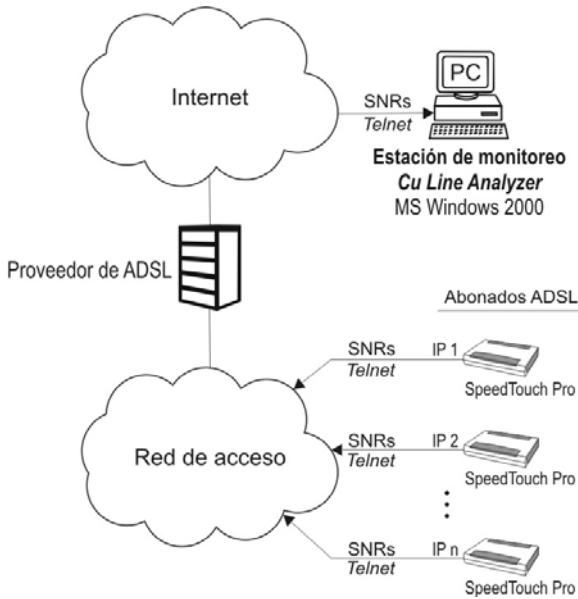 Internet
PC
SNRs
Telnet
Estación de monitoreo
Cu Line Analyzer
MS Windows 2000
Proveedor de ADSL
Abonados ADSL
SNRs IP 1
Telnet
SpeedTouch Pro
Red de acceso
SNRs IP 2
Telnet
SpeedTouch Pro
SNRs IP n
Telnet
SpeedTouch Pro